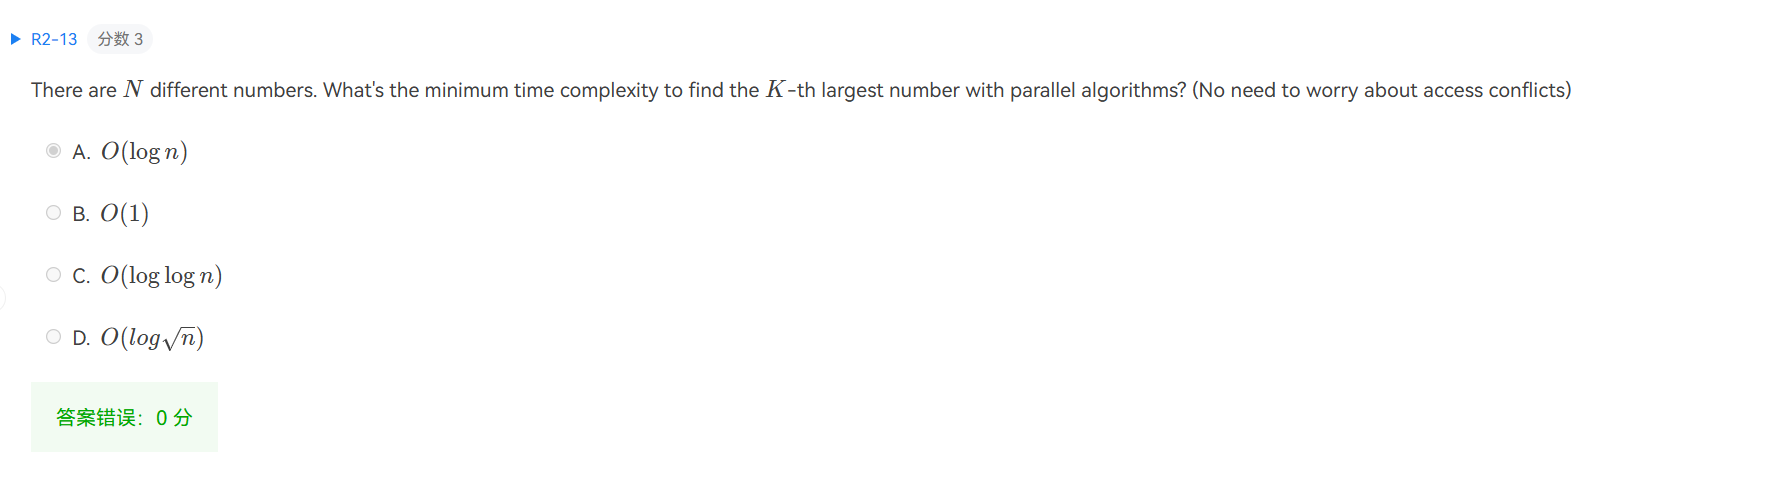 R2-13 分数 3
There are N different numbers. What's the minimum time complexity to find the K-th largest number with parallel algorithms? (No need to worry about access conflicts)
A. O(log n)
B. O(1)
C. O(log log n)
D. O(log√n)
答案错误：0 分